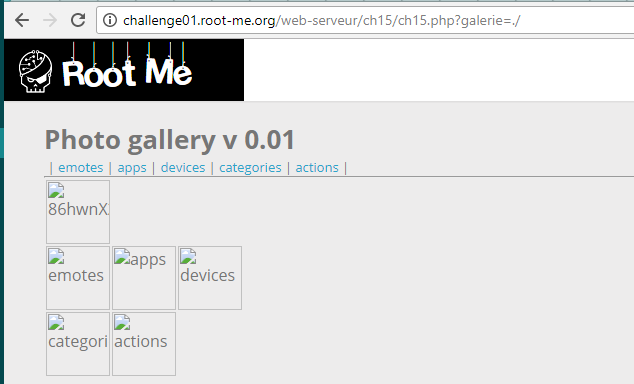 challenge01.root-me.org/web-serveur/ch15/ch15.php?galerie=./
Root Me
Photo gallery v 0.01
| emotes | apps | devices | categories | actions |
86hwnX
emotes apps devices
categori actions